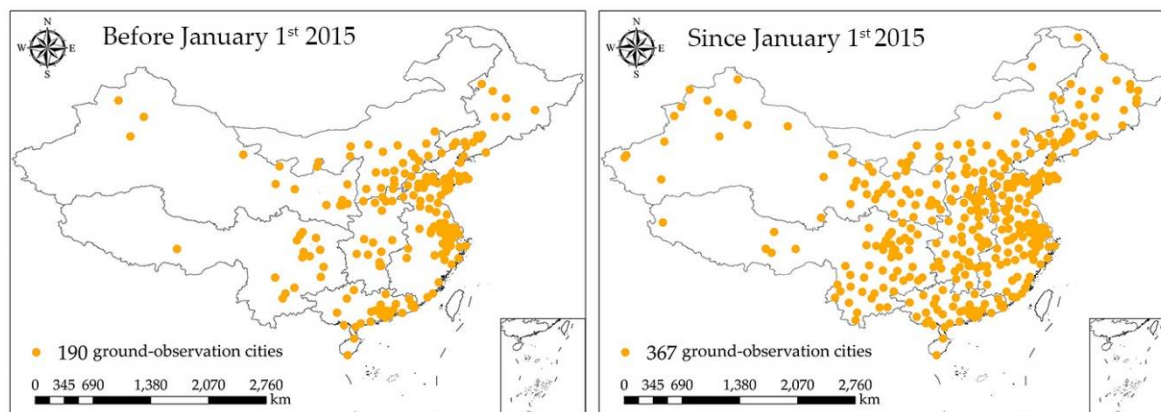 N
W E
S
Before January 1st 2015
190 ground-observation cities
0 345 690 1,380 2,070 2,760
km
N
W E
S
Since January 1st 2015
367 ground-observation cities
0 345 690 1,380 2,070 2,760
km